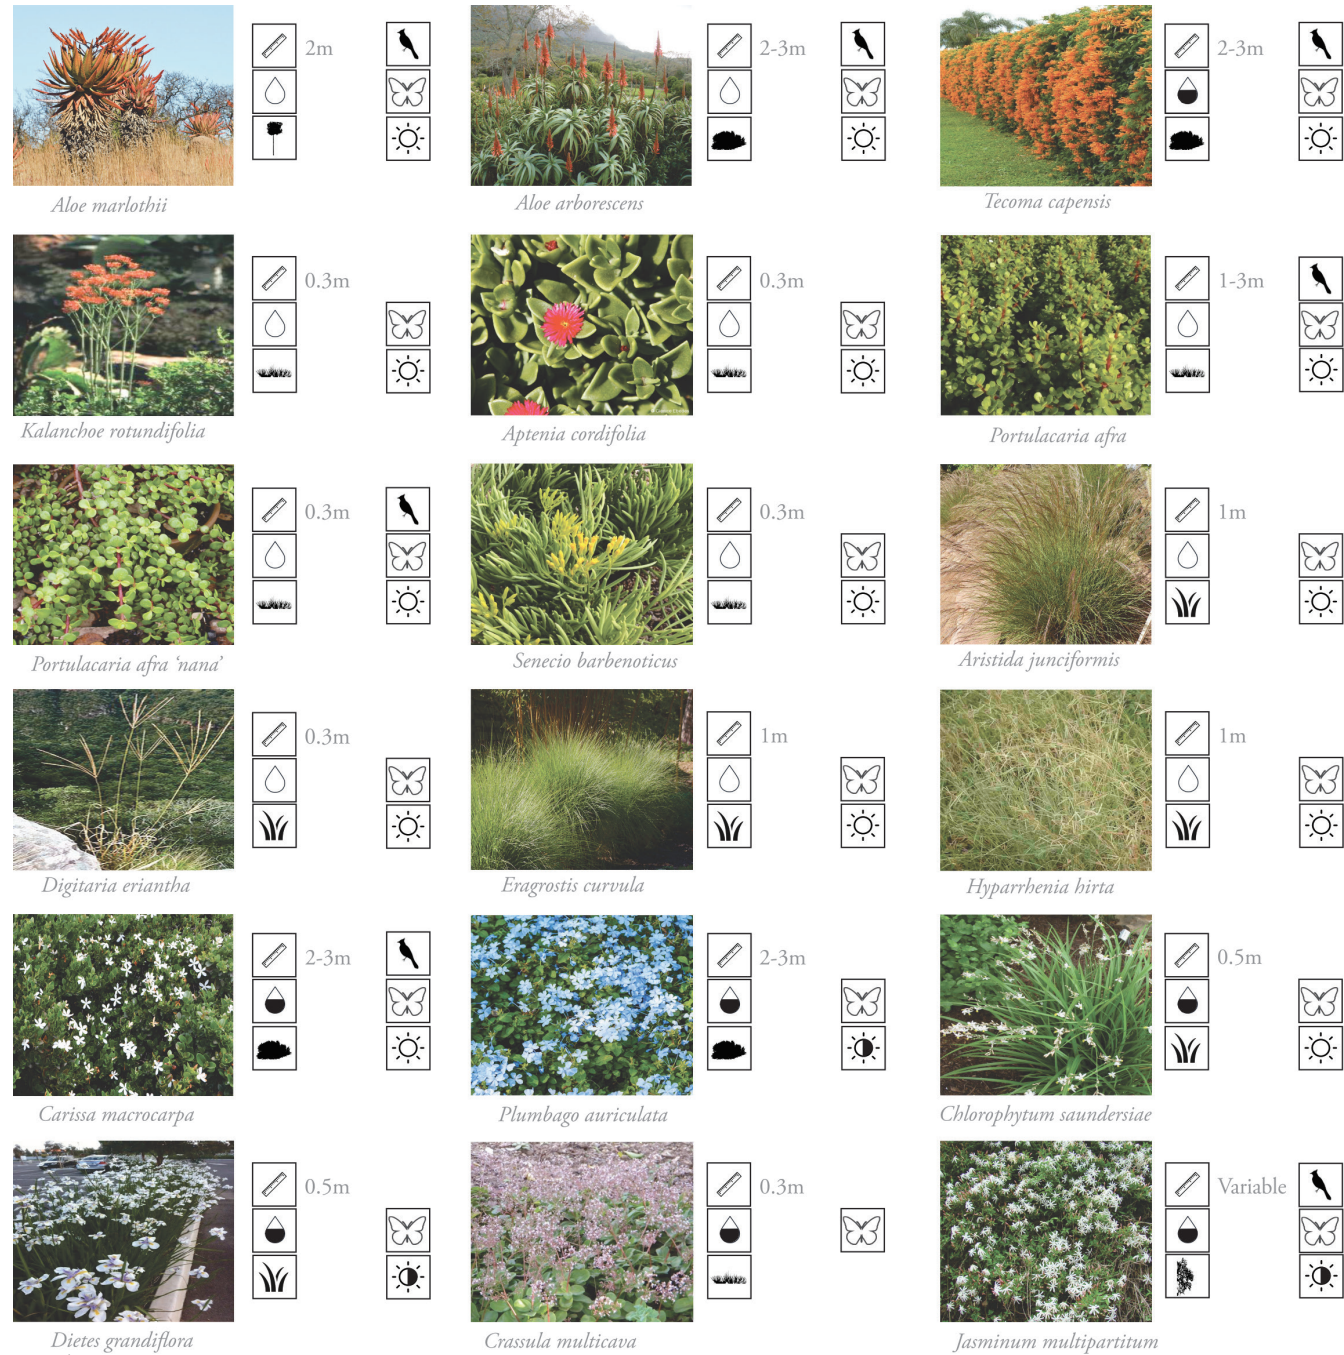 2m
2-3m
2-3m
Aloe marlothii
Aloe arborescens
Tecoma capensis
0.3m
0.3m
1-3m
Kalanchoe rotundifolia
Aptenia cordifolia
Portulacaria afra
0.3m
0.3m
1m
Portulacaria afra ‘nana’
Senecio barbenoticus
Aristida junciformis
0.3m
1m
1m
Digitaria eriantha
Eragrostis curvula
Hyparrhenia hirta
2-3m
2-3m
0.5m
Carissa macrocarpa
Plumbago auriculata
Chlorophytum saundersiae
0.5m
0.3m
Variable
Dietes grandiflora
Crassula multicava
Jasminum multipartitum